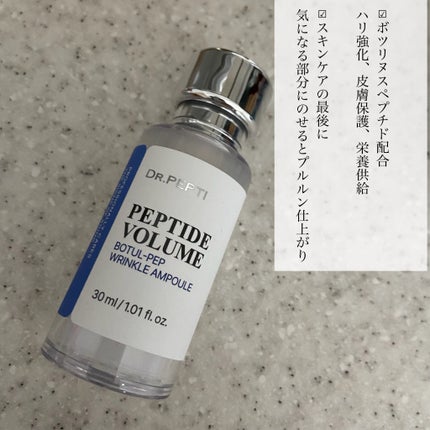 ☑ボツリヌスペプチド配合
ハリ強化、皮膚保護、栄養供給
☑スキンケアの最後に
気になる部分にのせるとプルルン仕上がり
DR.PEPTI
PEPTIDE
VOLUME
BOTUL-PEP
WRINKLE AMPOULE
30 ml / 1.01 fl. oz.